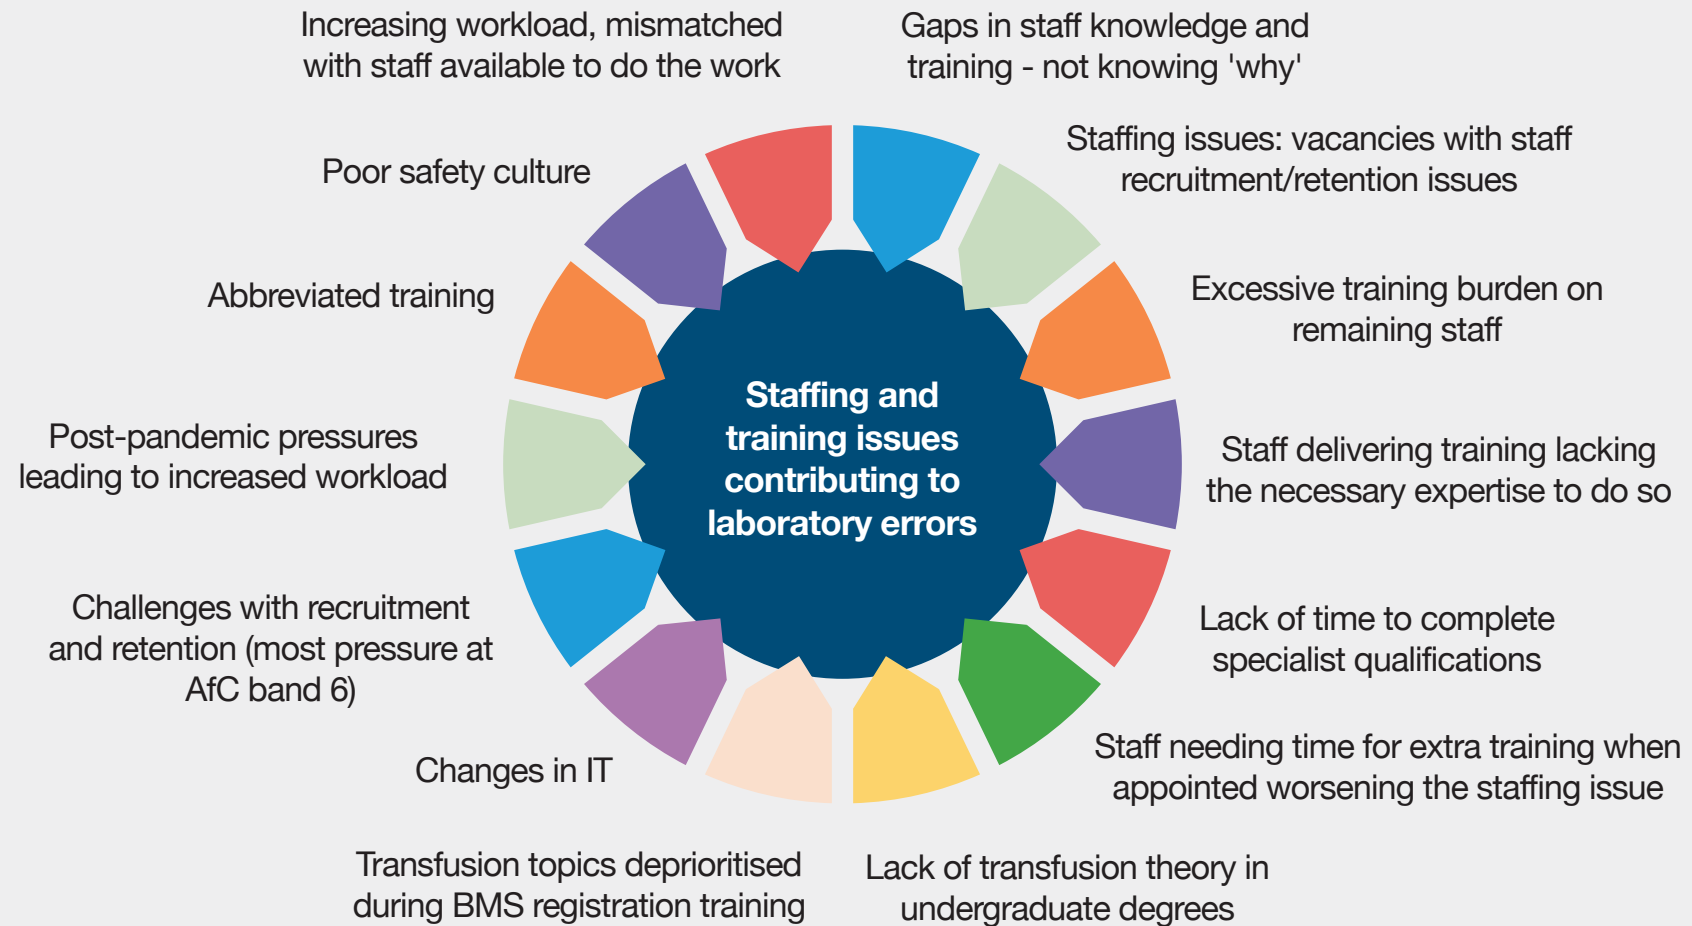 Increasing workload, mismatched
with staff available to do the work
Gaps in staff knowledge and
training - not knowing 'why'
Staffing issues: vacancies with staff
recruitment/retention issues
Excessive training burden on
remaining staff
Staff delivering training lacking
the necessary expertise to do so
Lack of time to complete
specialist qualifications
Staff needing time for extra training when
appointed worsening the staffing issue
Lack of transfusion theory in
undergraduate degrees
Transfusion topics deprioritised
during BMS registration training
Changes in IT
Challenges with recruitment
and retention (most pressure at
AfC band 6)
Post-pandemic pressures
leading to increased workload
Abbreviated training
Poor safety culture
Staffing and
training issues
contributing to
laboratory errors